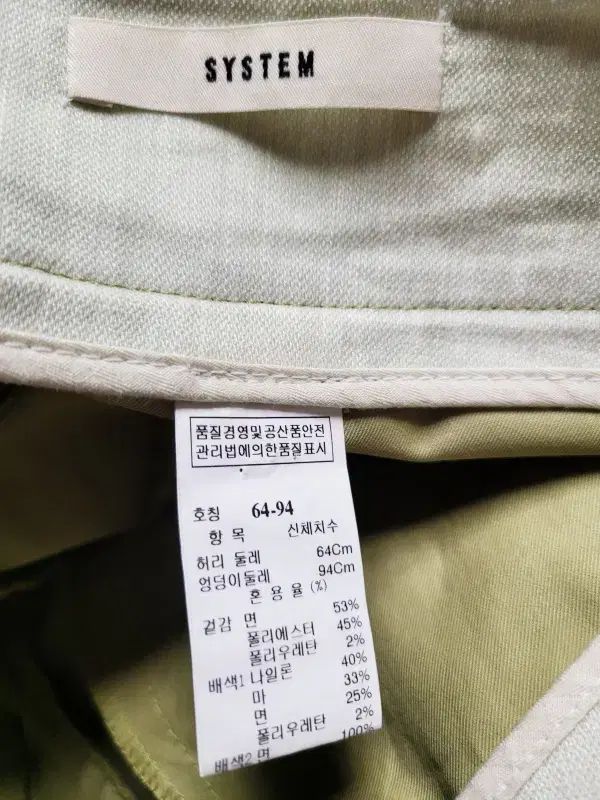 SYSTEM
품질경영및공산품안전
관리법에의한품질표시
호칭 64-94
항목 신체치수
허리 둘레 64Cm
엉덩이둘레 94Cm
혼 용 율 (%)
겉감 면 53%
폴리에스터 45%
폴리우레탄 2%
배색1 나일론 40%
마 33%
면 25%
폴리우레탄 2%
배색2 면 100%